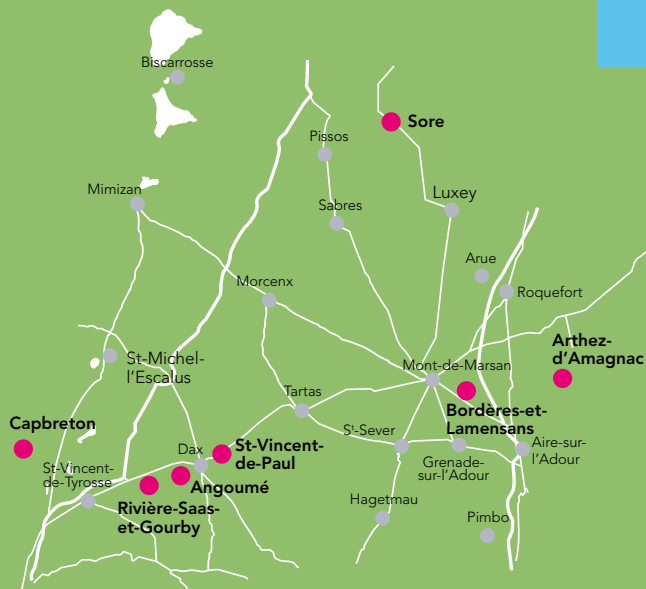 Biscarrosse
Sore
Pissos
Mimizan
Luxey
Sabres
Arue
Morcenx
Roquefort
Arthez-
d'Amagnac
St-Michel-
l'Escalus
Mont-de-Marsan
Tartas
Bordères-et-
Lamensans
Capbreton
St-Vincent-
de-Paul
St-Sever
Dax
Aire-sur-
l'Adour
Grenade-
sur-l'Adour
St-Vincent-
de-Tyrosse
Angoumé
Rivière-Saas-
et-Gourby
Hagetmau
Pimbo